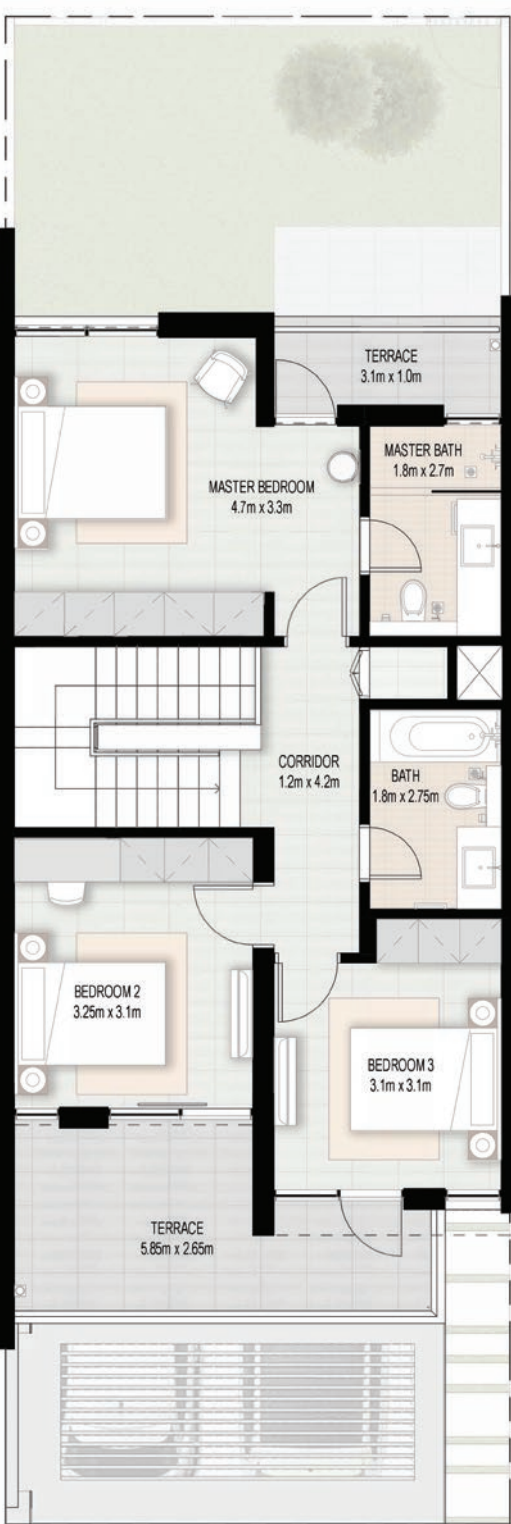 TERRACE
3.1m x 1.0m
MASTER BATH
1.8m x 2.7m
MASTER BEDROOM
4.7m x 3.3m
CORRIDOR
1.2m x 4.2m
BATH
1.8m x 2.75m
BEDROOM 2
3.25m x 3.1m
BEDROOM 3
3.1m x 3.1m
TERRACE
5.85m x 2.65m